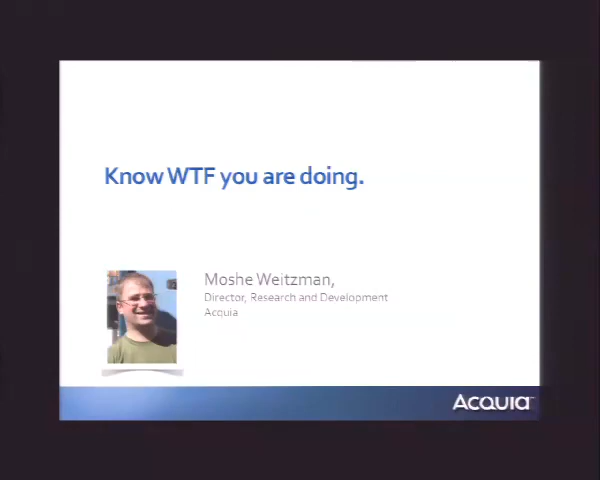 Know WTF you are doing.
Moshe Weitzman,
Director, Research and Development
Acquia
ACQUIA